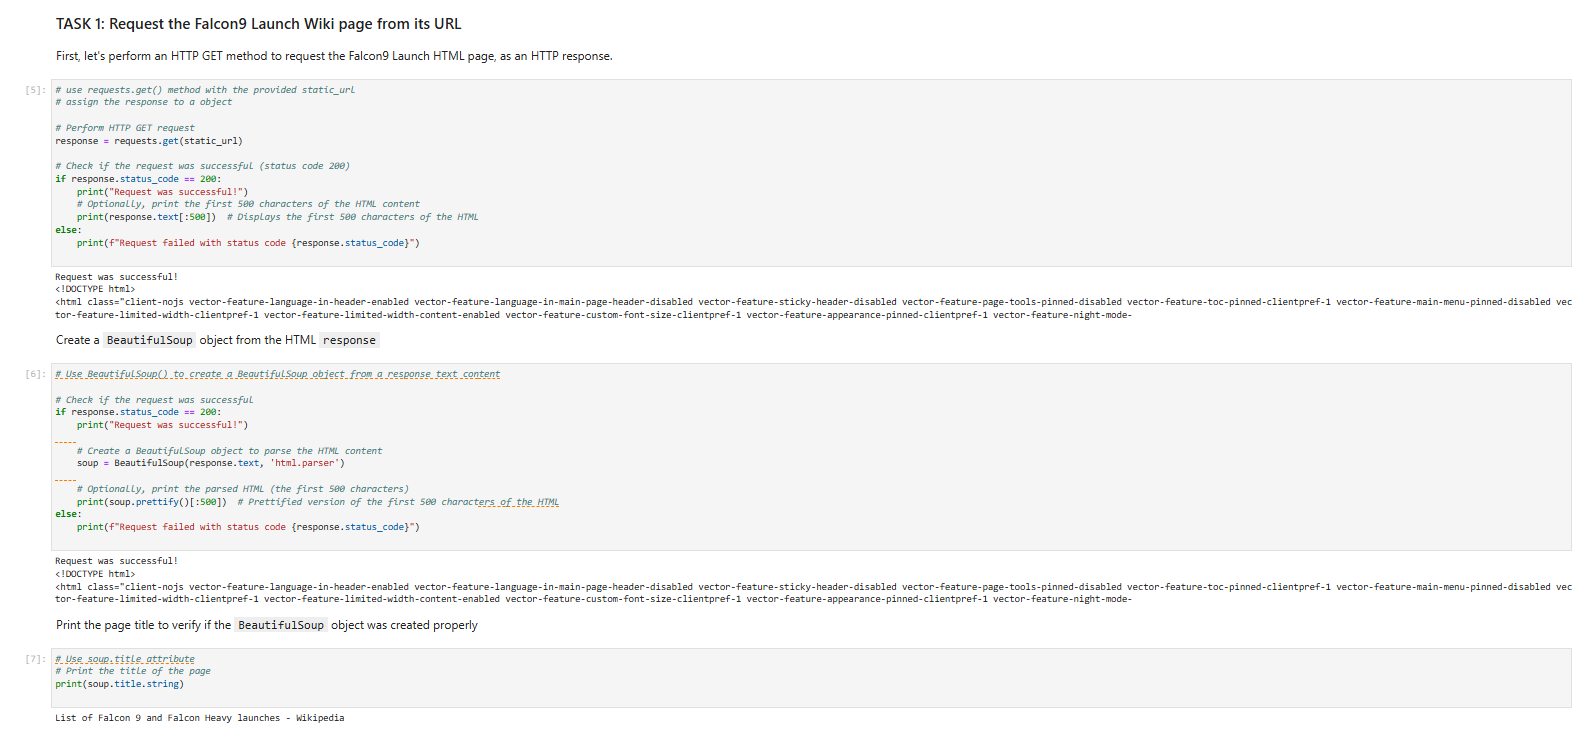 TASK 1: Request the Falcon9 Launch Wiki page from its URL
First, let's perform an HTTP GET method to request the Falcon9 Launch HTML page, as an HTTP response.
[5]:
# use requests.get() method with the provided static_url
# assign the response to a object
# Perform HTTP GET request
response = requests.get(static_url)
# Check if the request was successful (status code 200)
if response.status_code == 200:
    print("Request was successful!")
    # Optionally, print the first 500 characters of the HTML content
    print(response.text[:500])  # Displays the first 500 characters of the HTML
else:
    print(f"Request failed with status code {response.status_code}")
Request was successful!
<!DOCTYPE html>
<html class="client-nojs vector-feature-language-in-header-enabled vector-feature-language-in-main-page-header-disabled vector-feature-sticky-header-disabled vector-feature-page-tools-pinned-disabled vector-feature-toc-pinned-clientpref-1 vector-feature-main-menu-pinned-disabled vec
tor-feature-limited-width-clientpref-1 vector-feature-limited-width-content-enabled vector-feature-custom-font-size-clientpref-1 vector-feature-appearance-pinned-clientpref-1 vector-feature-night-mode-
Create a BeautifulSoup object from the HTML response
[6]:
# Use BeautifulSoup() to create a BeautifulSoup object from a response text content
# Check if the request was successful
if response.status_code == 200:
    print("Request was successful!")
    # Create a BeautifulSoup object to parse the HTML content
    soup = BeautifulSoup(response.text, 'html.parser')
    # Optionally, print the parsed HTML (the first 500 characters)
    print(soup.prettify()[:500])  # Prettified version of the first 500 characters of the HTML
else:
    print(f"Request failed with status code {response.status_code}")
Request was successful!
<!DOCTYPE html>
<html class="client-nojs vector-feature-language-in-header-enabled vector-feature-language-in-main-page-header-disabled vector-feature-sticky-header-disabled vector-feature-page-tools-pinned-disabled vector-feature-toc-pinned-clientpref-1 vector-feature-main-menu-pinned-disabled vec
tor-feature-limited-width-clientpref-1 vector-feature-limited-width-content-enabled vector-feature-custom-font-size-clientpref-1 vector-feature-appearance-pinned-clientpref-1 vector-feature-night-mode-
Print the page title to verify if the BeautifulSoup object was created properly
[7]:
# Use soup.title attribute
# Print the title of the page
print(soup.title.string)
List of Falcon 9 and Falcon Heavy launches - Wikipedia